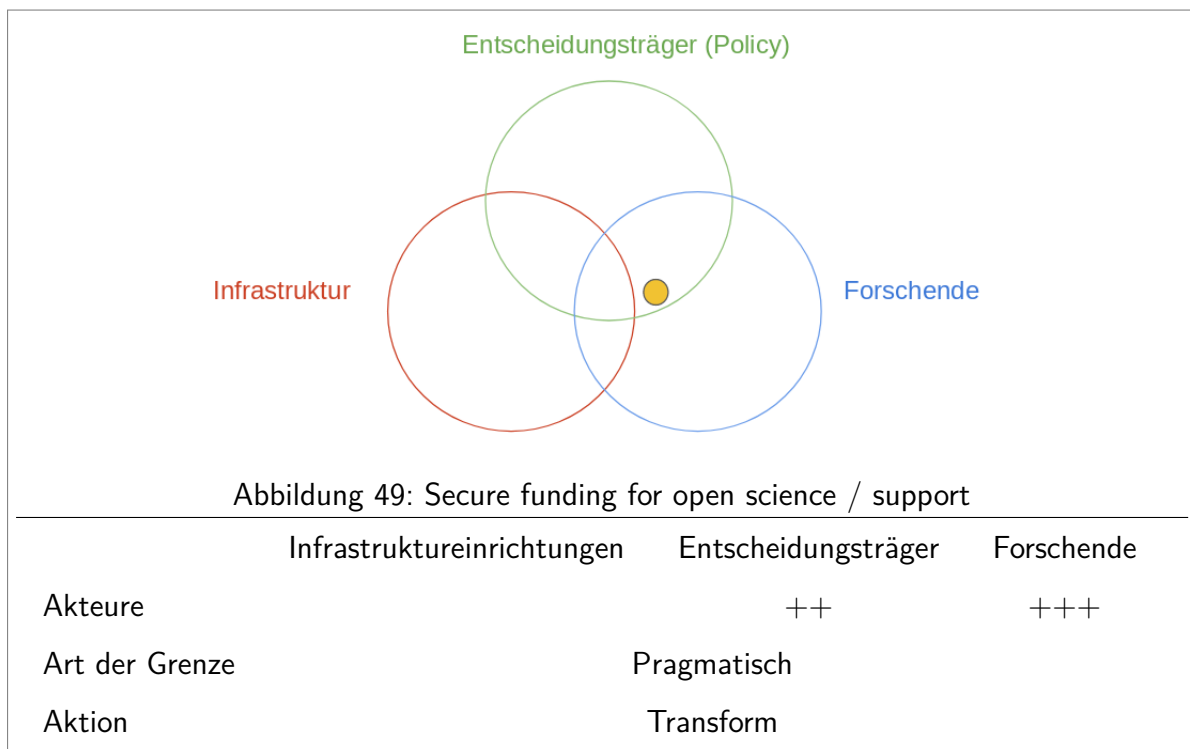 Entscheidungsträger (Policy)
Infrastruktur
Forschende
Abbildung 49: Secure funding for open science / support
Infrastruktureinrichtungen Entscheidungsträger Forschende
Akteure ++ +++
Art der Grenze Pragmatisch
Aktion Transform